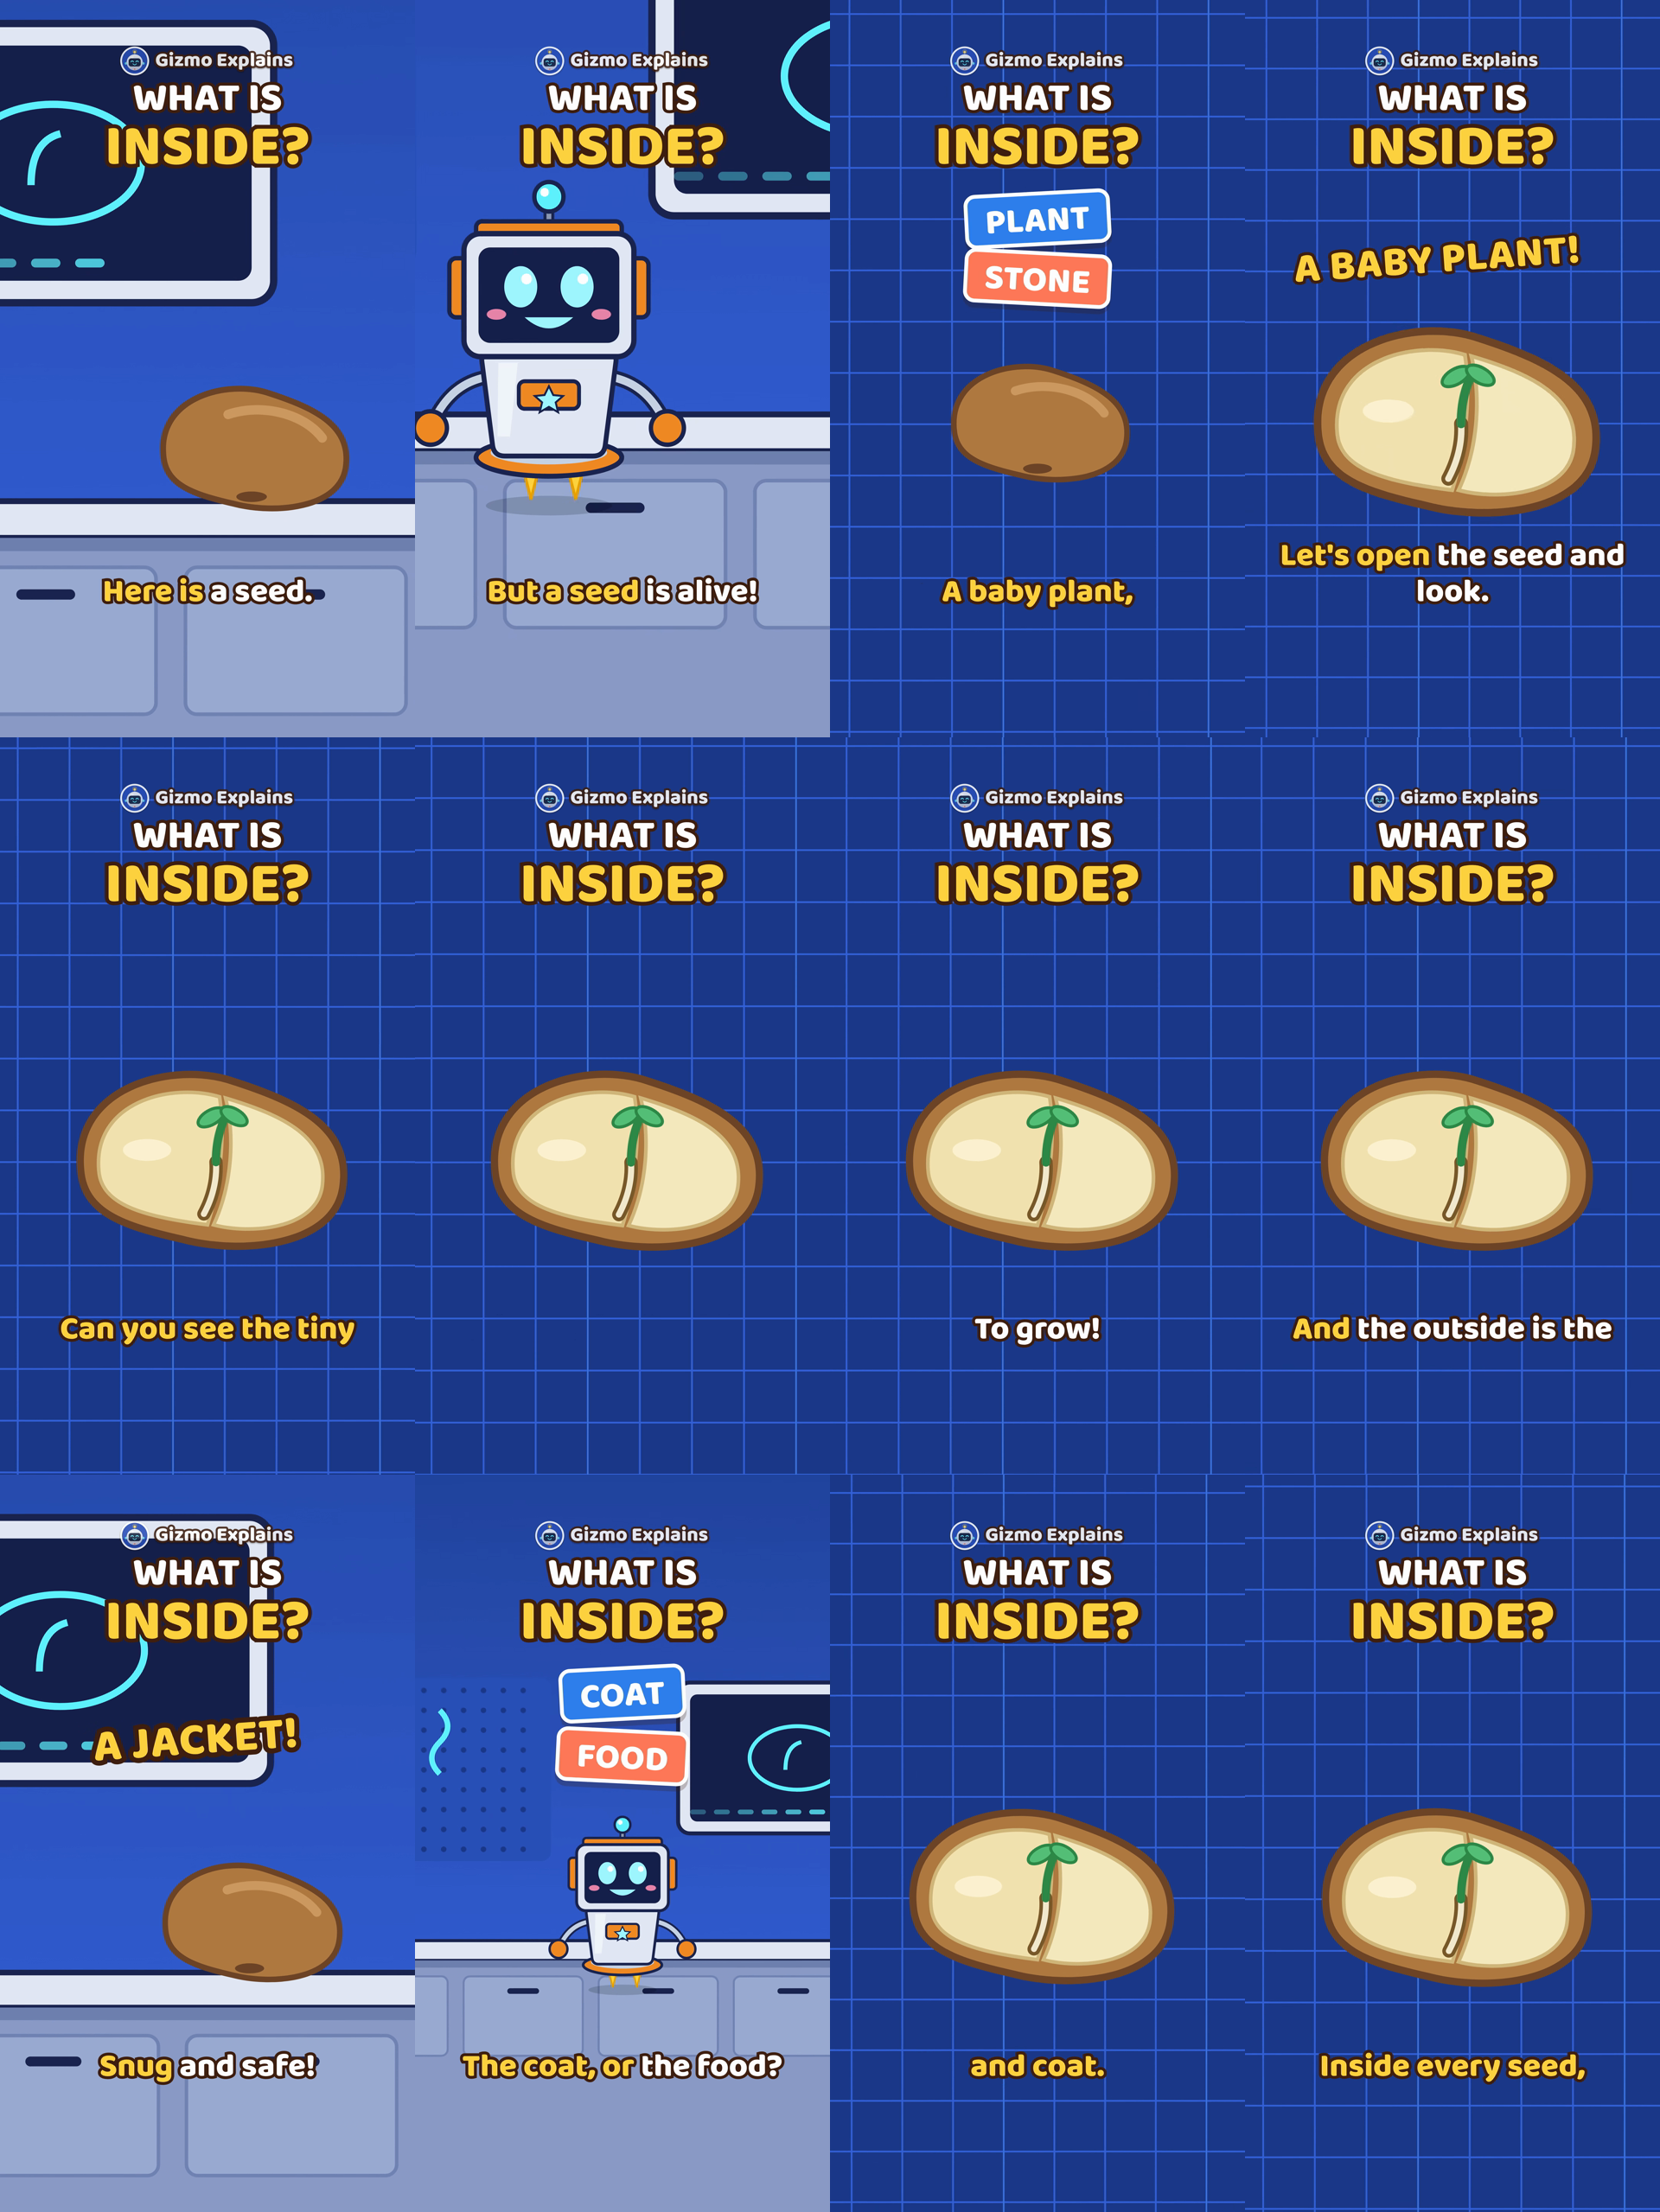 Gizmo Explains
WHAT IS
INSIDE?
Here is a seed.
Gizmo Explains
WHAT IS
INSIDE?
But a seed is alive!
Gizmo Explains
WHAT IS
INSIDE?
PLANT
STONE
A baby plant,
Gizmo Explains
WHAT IS
INSIDE?
A BABY PLANT!
Let's open the seed and
look.
Gizmo Explains
WHAT IS
INSIDE?
Can you see the tiny
Gizmo Explains
WHAT IS
INSIDE?
Gizmo Explains
WHAT IS
INSIDE?
To grow!
Gizmo Explains
WHAT IS
INSIDE?
And the outside is the
Gizmo Explains
WHAT IS
INSIDE?
A JACKET!
Snug and safe!
Gizmo Explains
WHAT IS
INSIDE?
COAT
FOOD
The coat, or the food?
Gizmo Explains
WHAT IS
INSIDE?
and coat.
Gizmo Explains
WHAT IS
INSIDE?
Inside every seed,